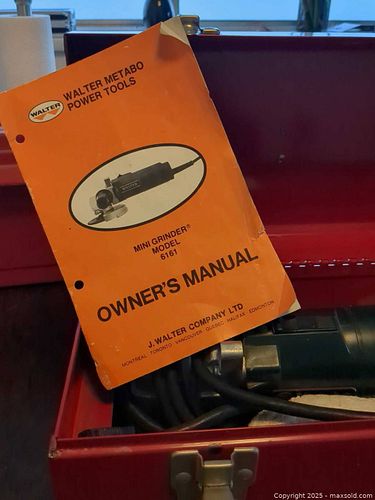 WALTER METABO
POWER TOOLS
WALTER
MINI GRINDER®
MODEL
6161
OWNER'S MANUAL
J. WALTER COMPANY LTD
MONTREAL TORONTO VANCOUVER QUEBEC HALIFAX EDMONTON
Copyright 2025 - maxsold.com